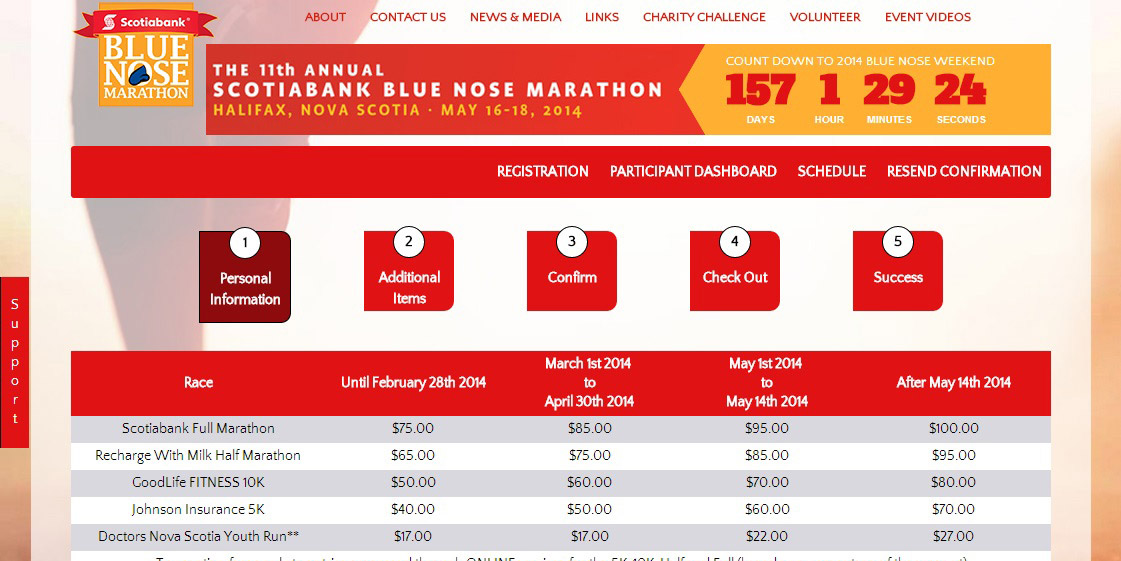 Scotiabank®
BLUE
NOSE
MARATHON
ABOUT CONTACT US NEWS & MEDIA LINKS CHARITY CHALLENGE VOLUNTEER EVENT VIDEOS
THE 11th ANNUAL
SCOTIABANK BLUE NOSE MARATHON
HALIFAX, NOVA SCOTIA · MAY 16-18, 2014
COUNT DOWN TO 2014 BLUE NOSE WEEKEND
157 1 29 24
DAYS HOUR MINUTES SECONDS
REGISTRATION PARTICIPANT DASHBOARD SCHEDULE RESEND CONFIRMATION
1 2 3 4 5
Personal Additional Confirm Check Out Success
Information Items
Support
March 1st 2014 May 1st 2014
Race Until February 28th 2014 to to After May 14th 2014
April 30th 2014 May 14th 2014
Scotiabank Full Marathon $75.00 $85.00 $95.00 $100.00
Recharge With Milk Half Marathon $65.00 $75.00 $85.00 $95.00
GoodLife FITNESS 10K $50.00 $60.00 $70.00 $80.00
Johnson Insurance 5K $40.00 $50.00 $60.00 $70.00
Doctors Nova Scotia Youth Run** $17.00 $17.00 $22.00 $27.00